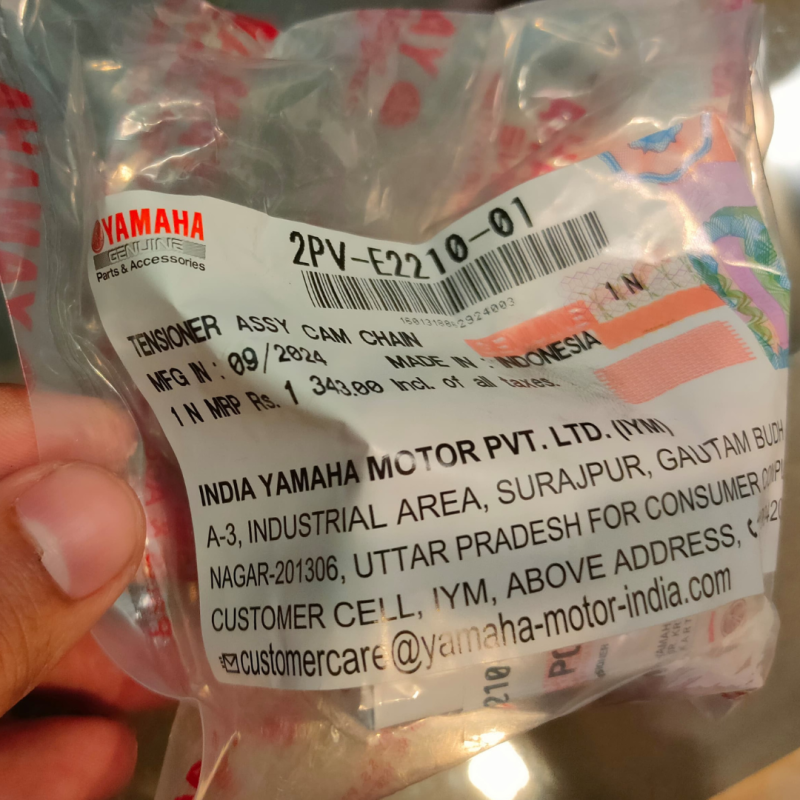 YAMAHA
GENUINE
Parts & Accessories
2PV-E2210-01
1 N
TENSIONER ASSY CAM CHAIN
MFG IN : 09/2024 MADE IN : INDONESIA
1 N MRP Rs. 1 343.00 Incl. of all taxes.
INDIA YAMAHA MOTOR PVT. LTD. (IYM)
A-3, INDUSTRIAL AREA, SURAJPUR, GAUTAM BUDH
NAGAR-201306, UTTAR PRADESH FOR CONSUMER
CUSTOMER CELL, IYM, ABOVE ADDRESS,
customercare@yamaha-motor-india.com
210